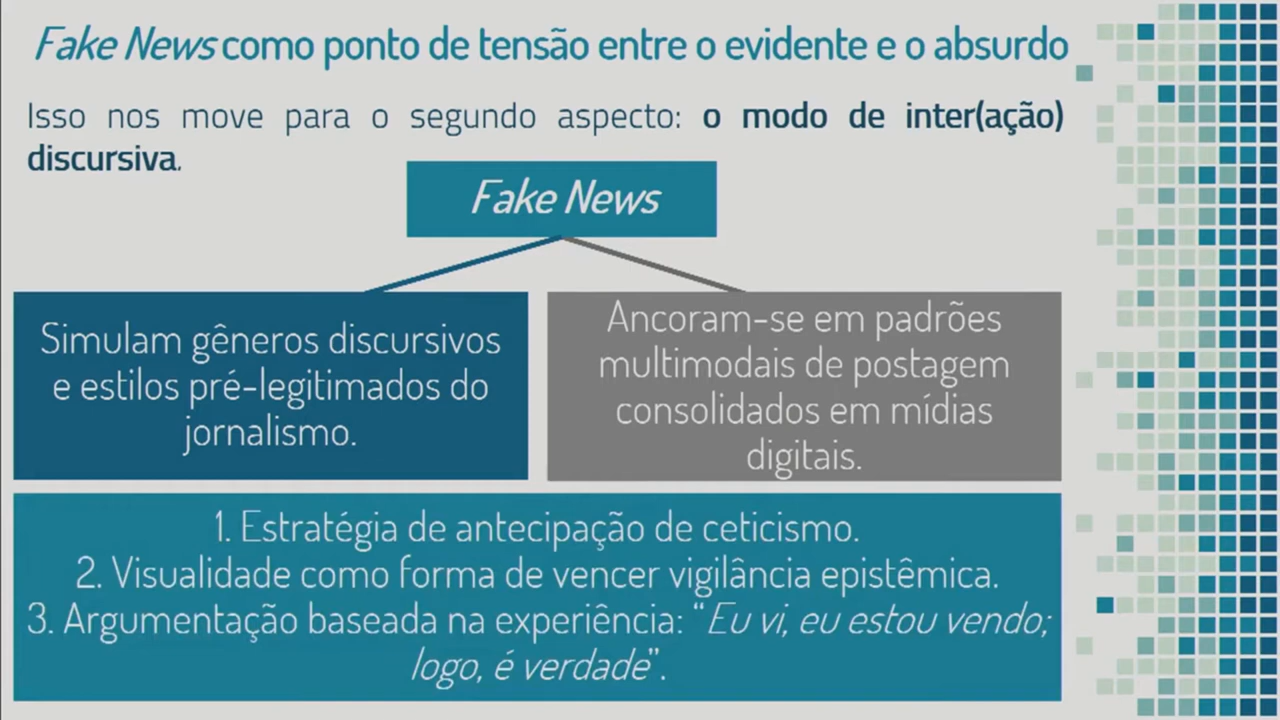 Fake News como ponto de tensão entre o evidente e o absurdo
Isso nos move para o segundo aspecto: o modo de inter(ação)
discursiva.
Fake News
Simulam gêneros discursivos
e estilos pré-legitimados do
jornalismo.
Ancoram-se em padrões
multimodais de postagem
consolidados em mídias
digitais.
1. Estratégia de antecipação de ceticismo.
2. Visualidade como forma de vencer vigilância epistêmica.
3. Argumentação baseada na experiência: “Eu vi, eu estou vendo;
logo, é verdade”.